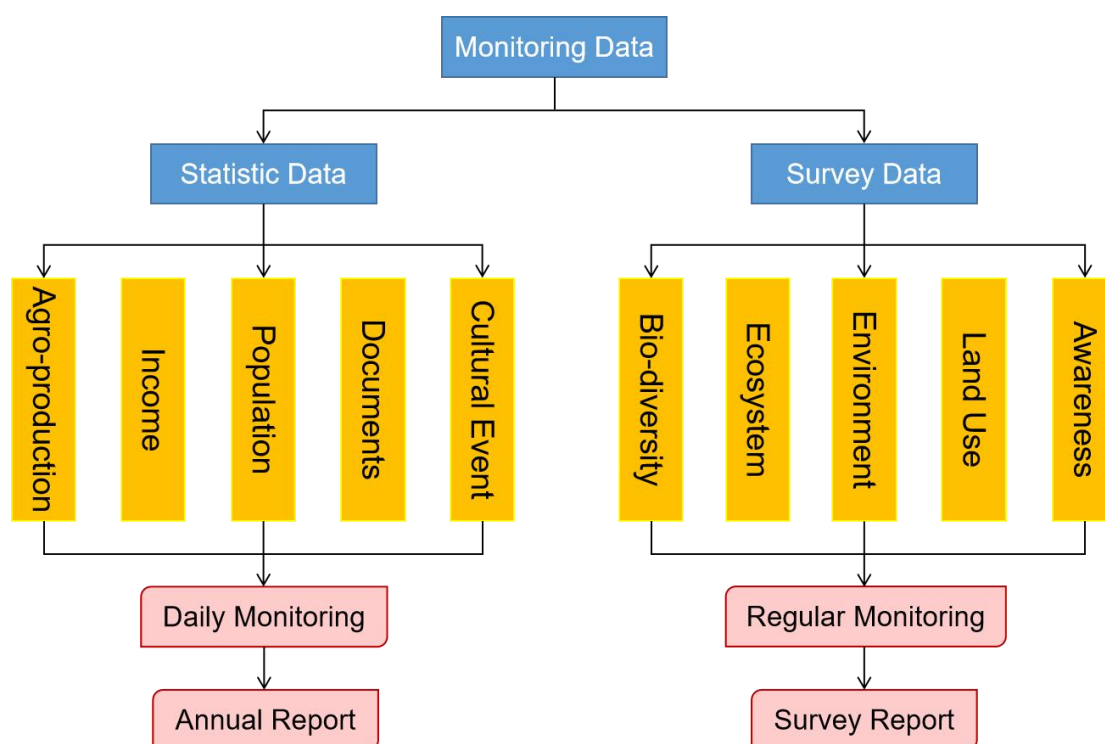 Monitoring Data
Statistic Data
Survey Data
Agro-production
Income
Population
Documents
Cultural Event
Bio-diversity
Ecosystem
Environment
Land Use
Awareness
Daily Monitoring
Regular Monitoring
Annual Report
Survey Report